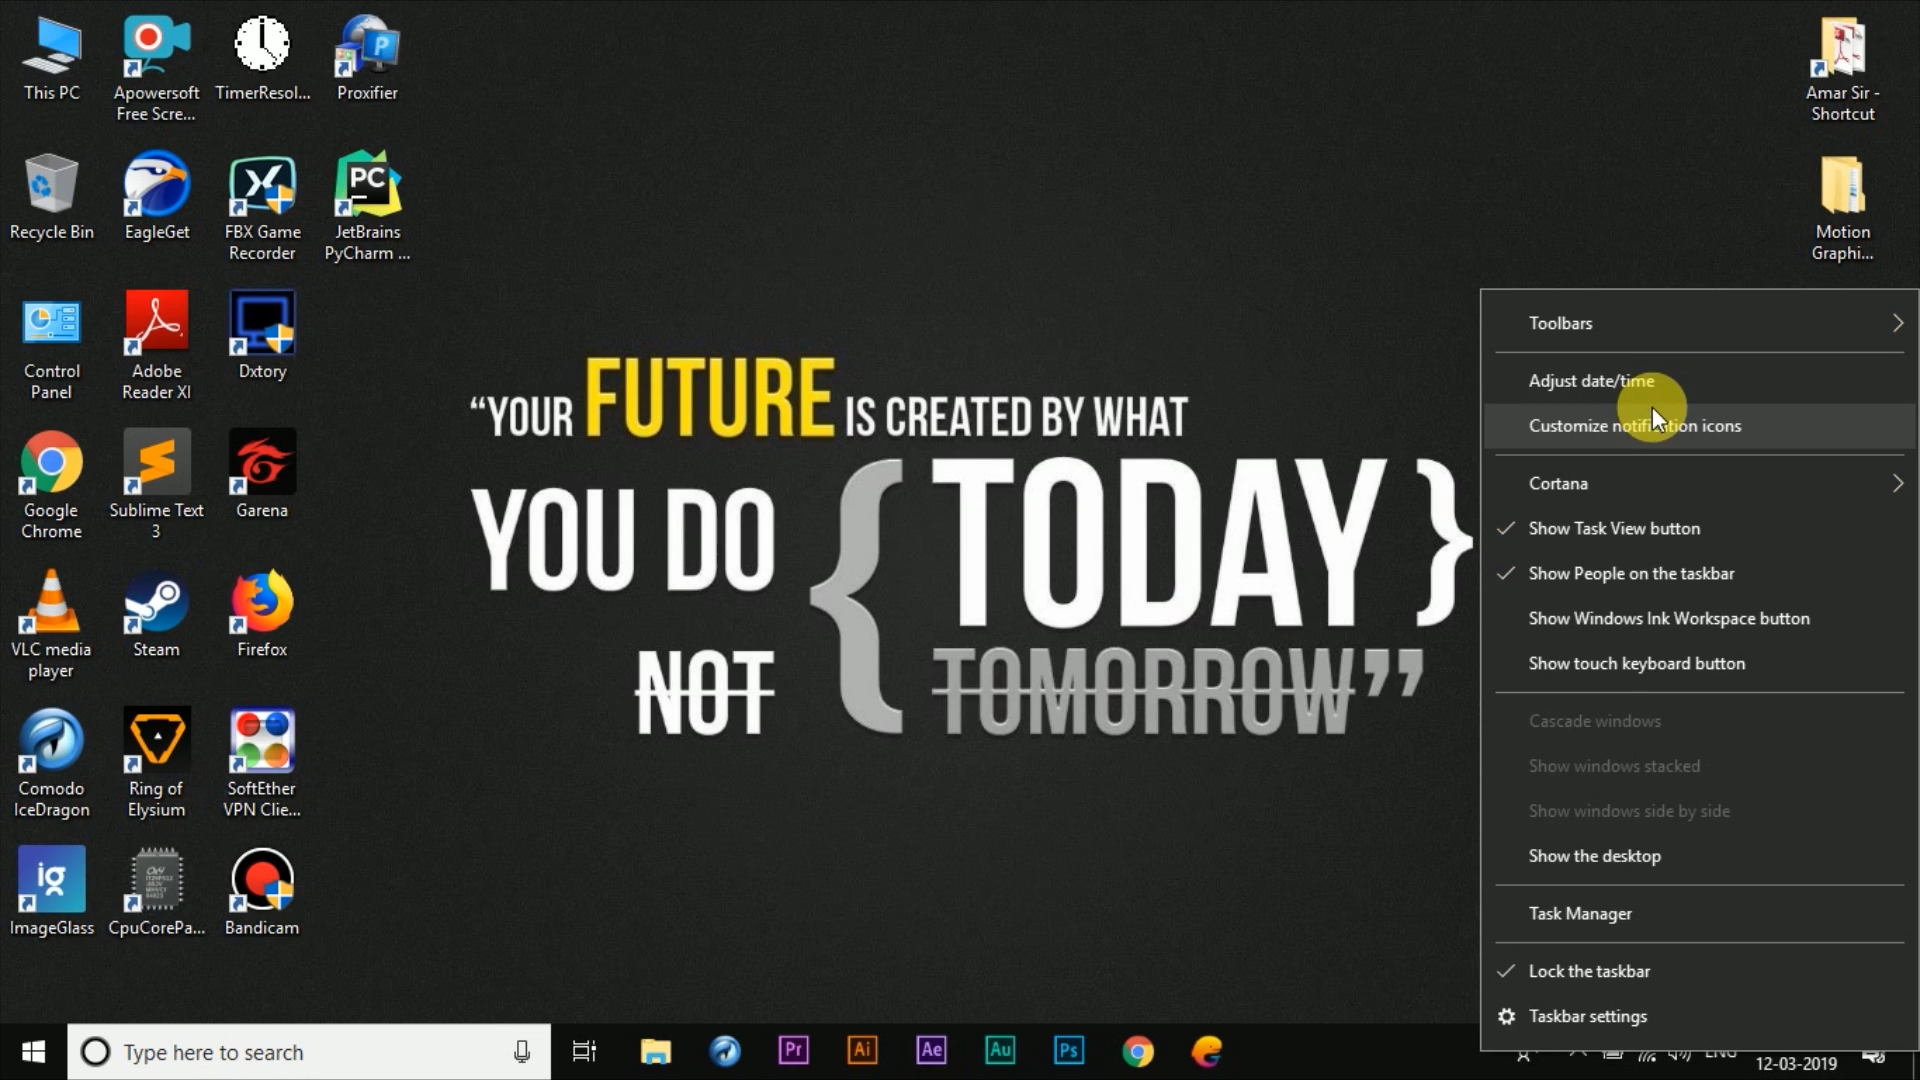 This PC
Apowersoft
Free Scre...
TimerResol...
Proxifier
Recycle Bin
EagleGet
FBX Game
Recorder
JetBrains
PyCharm ...
Control
Panel
Adobe
Reader XI
Dxtory
Google
Chrome
Sublime Text
3
Garena
VLC media
player
Steam
Firefox
Comodo
IceDragon
Ring of
Elysium
SoftEther
VPN Clie...
ImageGlass
CpuCorePa...
Bandicam
Amar Sir -
Shortcut
Motion
Graphi...
“YOUR FUTURE IS CREATED BY WHAT
YOU DO { TODAY }
NOT TOMORROW”
Toolbars
Adjust date/time
Customize notification icons
Cortana
Show Task View button
Show People on the taskbar
Show Windows Ink Workspace button
Show touch keyboard button
Cascade windows
Show windows stacked
Show windows side by side
Show the desktop
Task Manager
Lock the taskbar
Taskbar settings
Type here to search
Pr
Ai
Ae
Au
Ps
ENG
12-03-2019
PC
ig
P